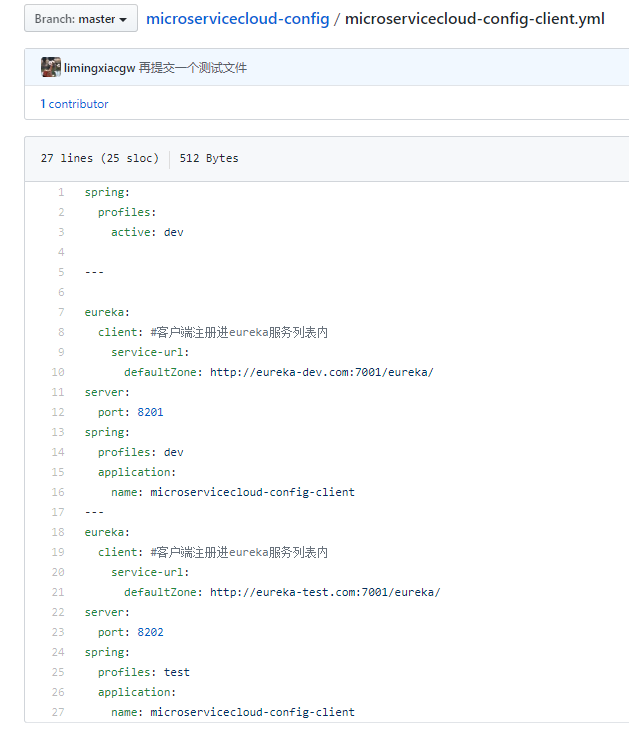 Branch: master
microservicecloud-config / microservicecloud-config-client.yml
limingxiacgw 再提交一个测试文件
1 contributor
27 lines (25 sloc) 512 Bytes
1 spring:
2   profiles:
3     active: dev
4
5 ---
6
7 eureka:
8   client: #客户端注册进eureka服务列表内
9     service-url:
10       defaultZone: http://eureka-dev.com:7001/eureka/
11 server:
12   port: 8201
13 spring:
14   profiles: dev
15   application:
16     name: microservicecloud-config-client
17 ---
18 eureka:
19   client: #客户端注册进eureka服务列表内
20     service-url:
21       defaultZone: http://eureka-test.com:7001/eureka/
22 server:
23   port: 8202
24 spring:
25   profiles: test
26   application:
27     name: microservicecloud-config-client